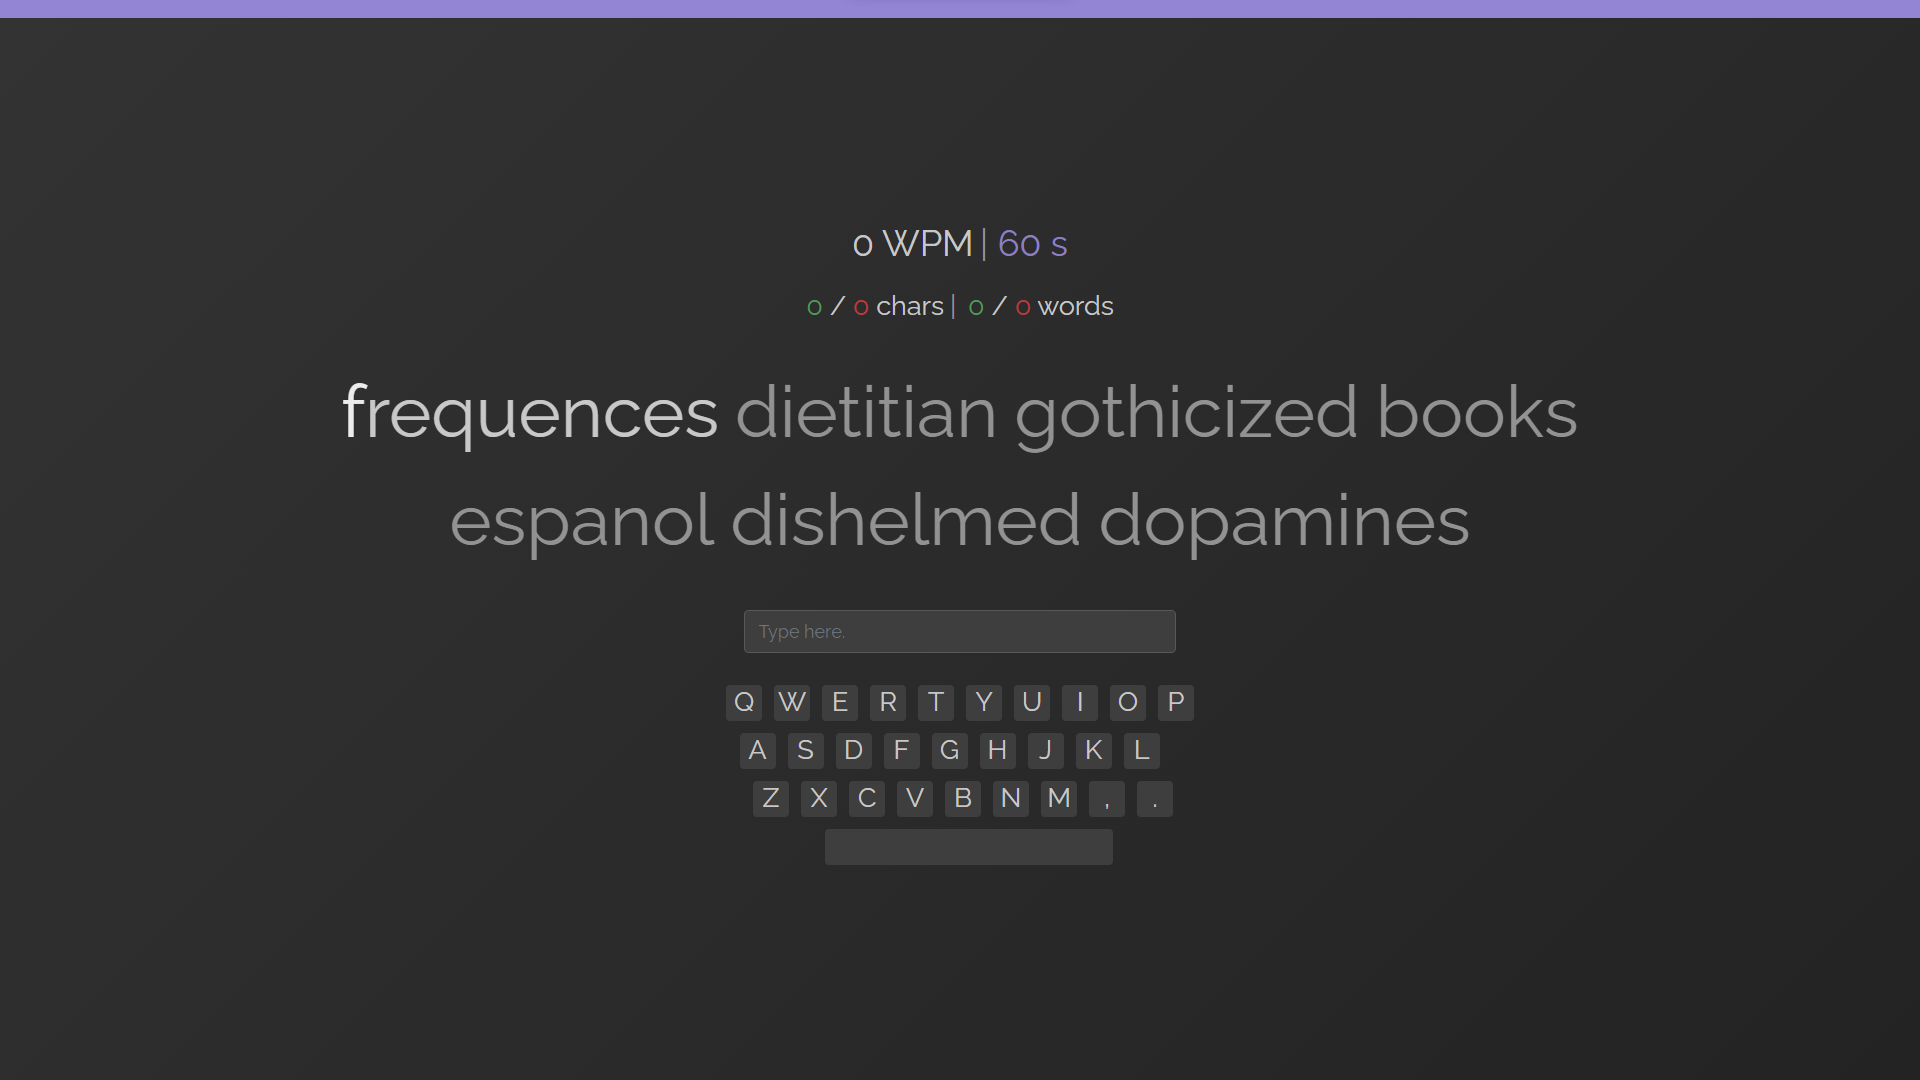 0 WPM | 60 s
0 / 0 chars | 0 / 0 words
frequences dietitian gothicized books
espanol dishelmed dopamines
Type here.
Q W E R T Y U I O P
A S D F G H J K L
Z X C V B N M , .